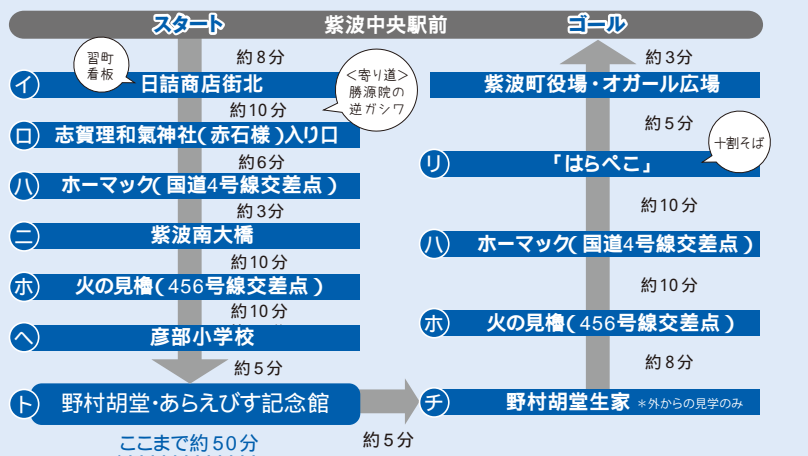 スタート
紫波中央駅前
ゴール
約8分
習町
看板
イ 日詰商店街北
約10分
<寄り道>
勝源院の
逆ガシワ
ロ 志賀理和氣神社(赤石様)入り口
約6分
ハ ホーマック(国道4号線交差点)
約3分
ニ 紫波南大橋
約10分
ホ 火の見櫓(456号線交差点)
約10分
ヘ 彦部小学校
約5分
ト 野村胡堂・あらえびす記念館
ここまで約50分
約5分
チ 野村胡堂生家 *外からの見学のみ
約8分
ホ 火の見櫓(456号線交差点)
約10分
ハ ホーマック(国道4号線交差点)
約10分
リ 「はらぺこ」
十割そば
約5分
紫波町役場・オガール広場
約3分